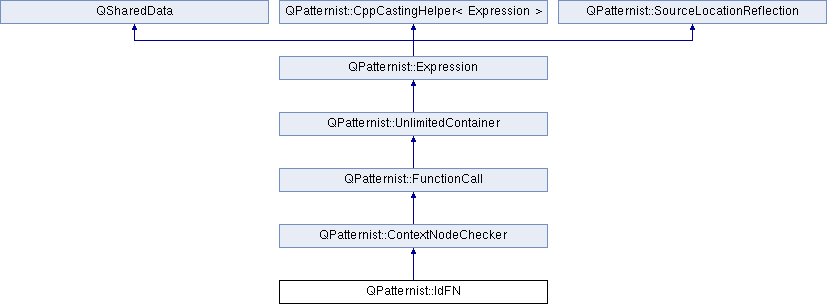 QSharedData
QPatternist::CppCastingHelper< Expression >
QPatternist::SourceLocationReflection
QPatternist::Expression
QPatternist::UnlimitedContainer
QPatternist::FunctionCall
QPatternist::ContextNodeChecker
QPatternist::IdFN